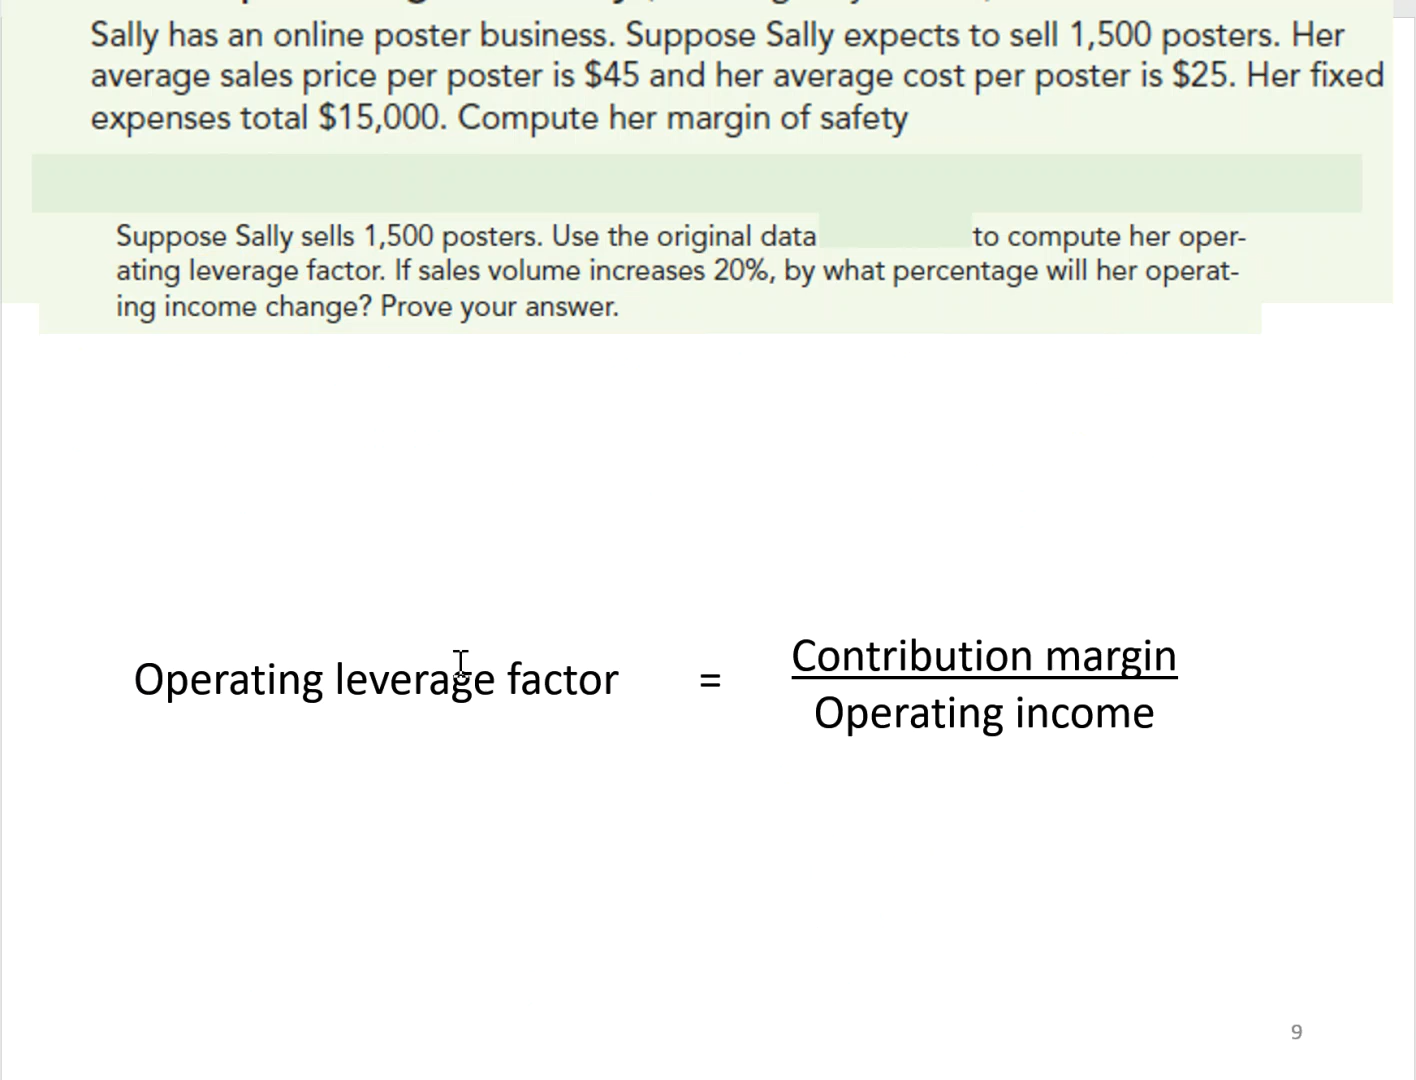 Sally has an online poster business. Suppose Sally expects to sell 1,500 posters. Her
average sales price per poster is $45 and her average cost per poster is $25. Her fixed
expenses total $15,000. Compute her margin of safety
Suppose Sally sells 1,500 posters. Use the original data to compute her oper-
ating leverage factor. If sales volume increases 20%, by what percentage will her operat-
ing income change? Prove your answer.
Operating leverage factor = Contribution margin
Operating income
9